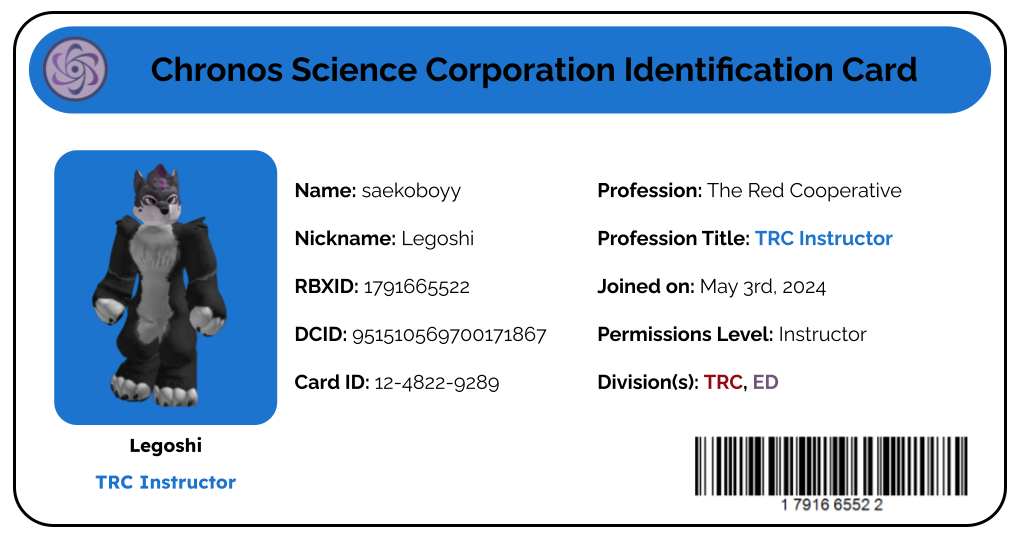 Chronos Science Corporation Identification Card
Name: saekoboyy
Nickname: Legoshi
RBXID: 1791665522
DCID: 951510569700171867
Card ID: 12-4822-9289
Profession: The Red Cooperative
Profession Title: TRC Instructor
Joined on: May 3rd, 2024
Permissions Level: Instructor
Division(s): TRC, ED
Legoshi
TRC Instructor
1 7916 6552 2